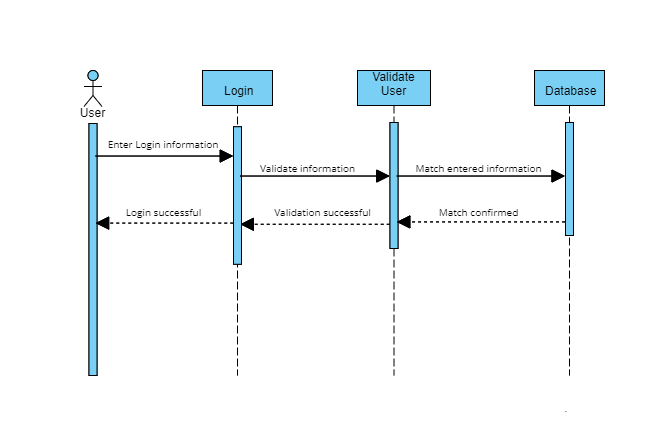 User
Login
Validate
User
Database
Enter Login information
Validate information
Match entered information
Login successful
Validation successful
Match confirmed